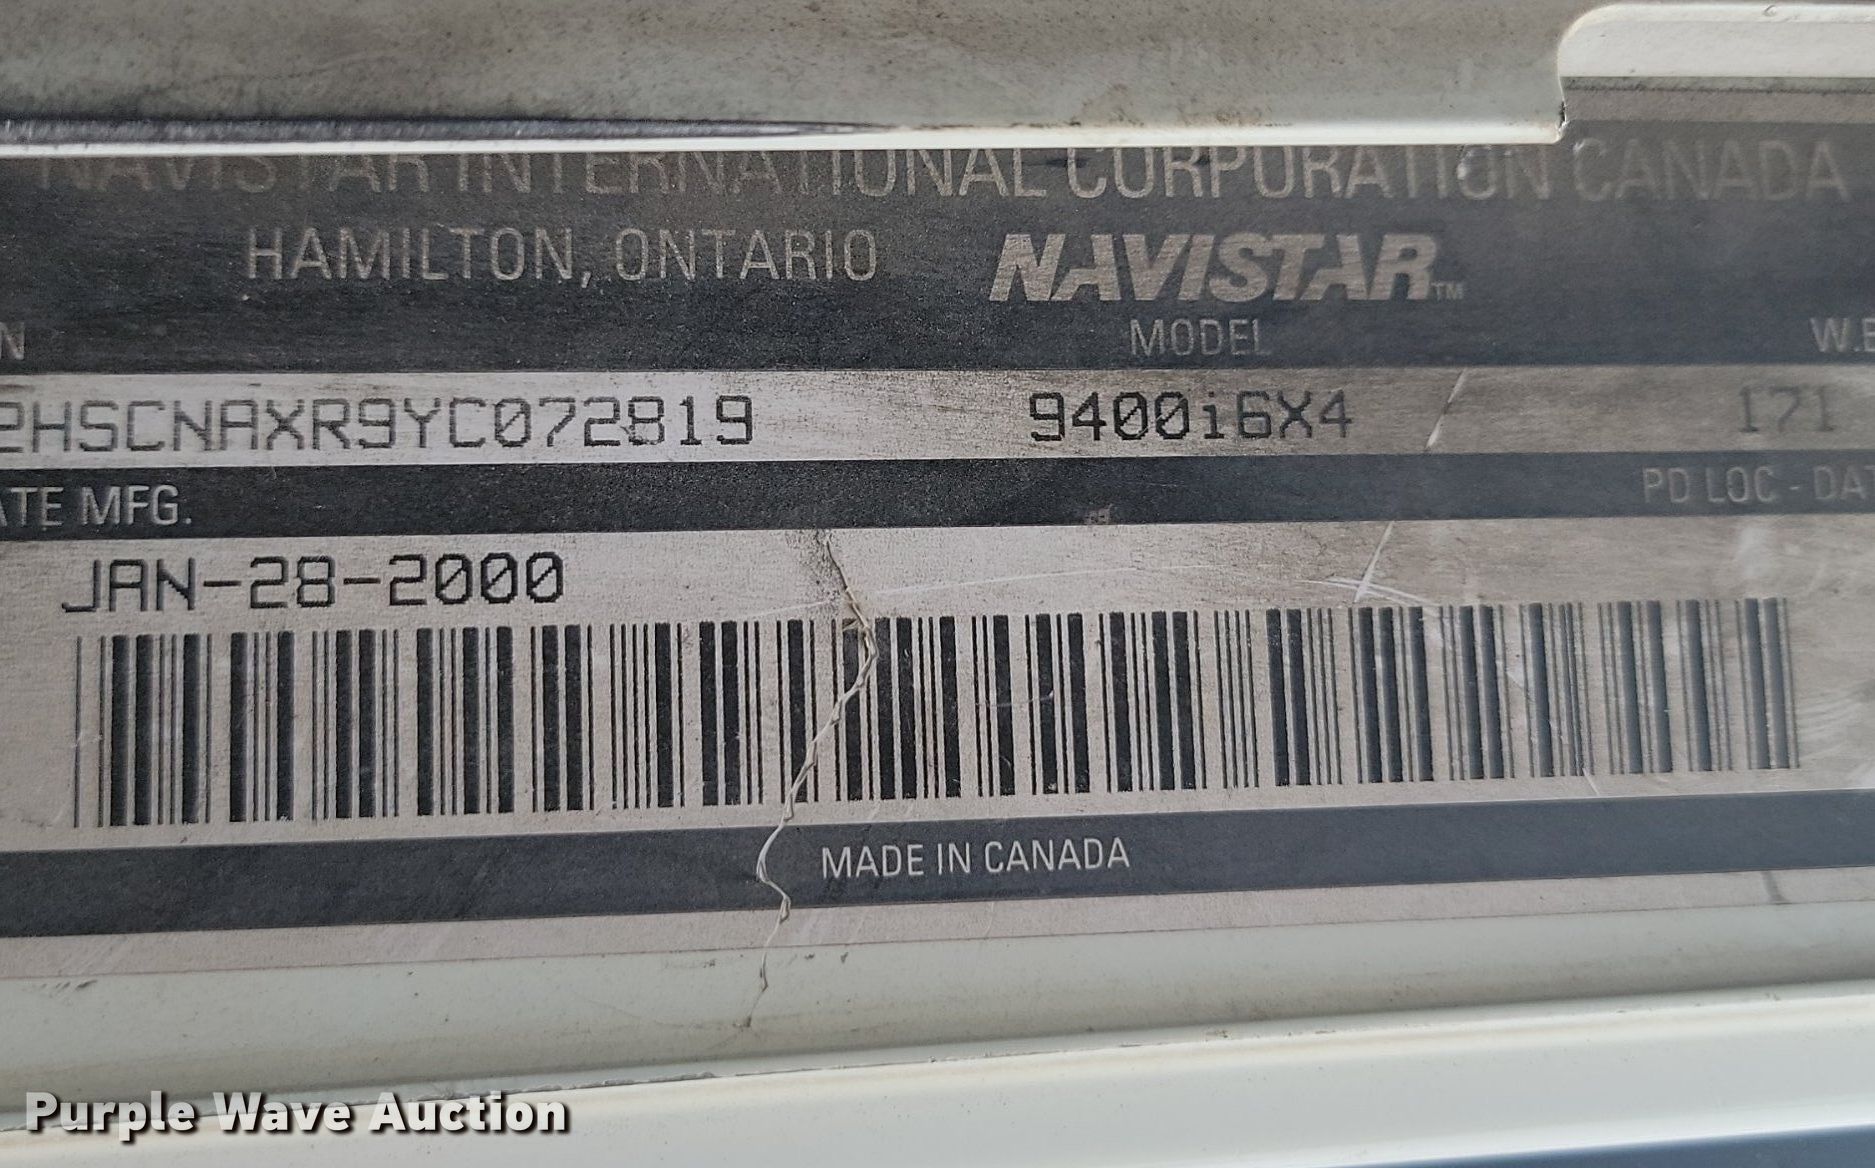 NAVISTAR INTERNATIONAL CORPORATION CANADA
HAMILTON, ONTARIO NAVISTAR™
N MODEL W.B
2HSCNAXR9YC072819 9400i6X4 171
ATE MFG. PD LOC - DA
JAN-28-2000
MADE IN CANADA
Purple Wave Auction